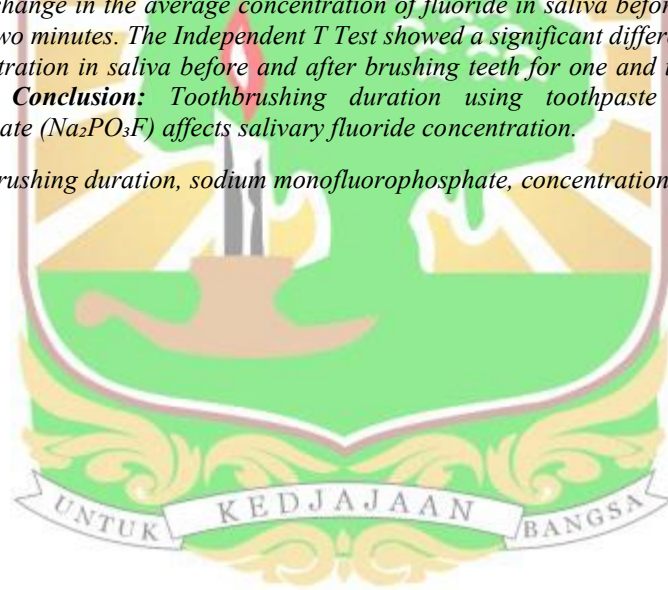 change in the average concentration of fluoride in saliva befor
two minutes. The Independent T Test showed a significant differe
tration in saliva before and after brushing teeth for one and t
Conclusion: Toothbrushing duration using toothpaste
ate (Na₂PO₃F) affects salivary fluoride concentration.
rushing duration, sodium monofluorophosphate, concentration
UNTUK KEDJAJAAN BANGSA